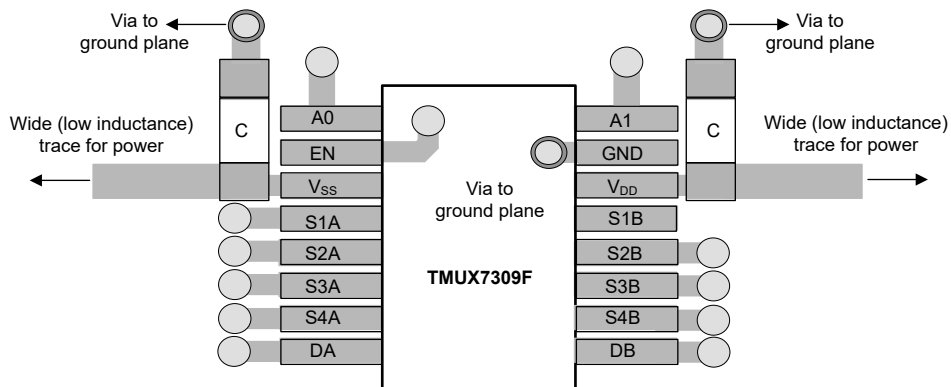 Via to
ground plane
Via to
ground plane
Wide (low inductance)
trace for power
C
A0
EN
VSS
S1A
S2A
S3A
S4A
DA
Via to
ground plane
TMUX7309F
A1
GND
VDD
S1B
S2B
S3B
S4B
DB
C
Wide (low inductance)
trace for power